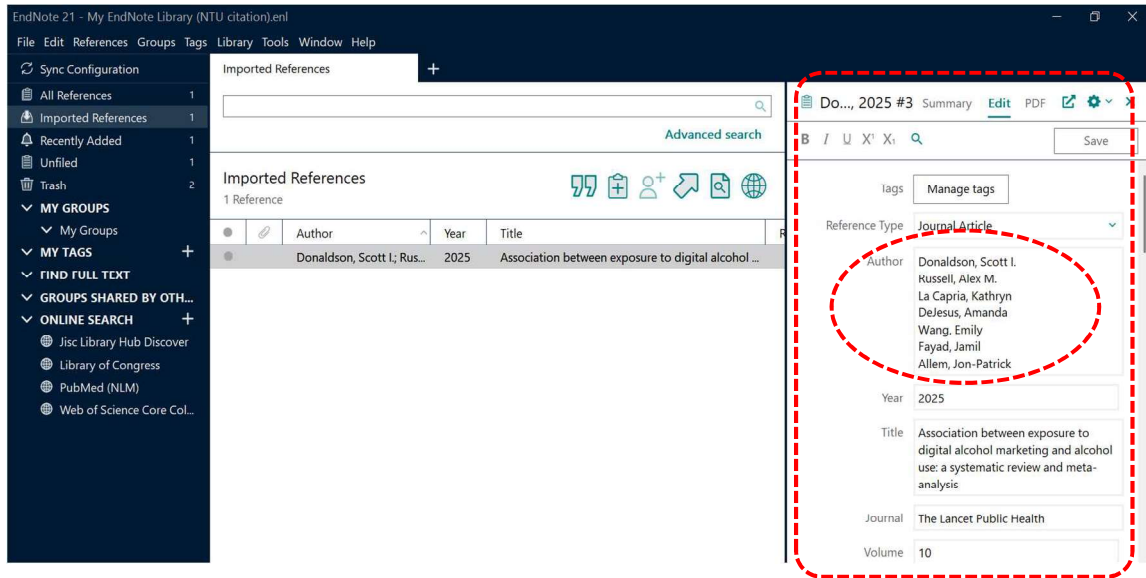 EndNote 21 - My EndNote Library (NTU citation).enl
File Edit References Groups Tags Library Tools Window Help
Sync Configuration
All References 1
Imported References 1
Recently Added 1
Unfiled 1
Trash 2
MY GROUPS
My Groups
MY TAGS +
FIND FULL TEXT
GROUPS SHARED BY OTH...
ONLINE SEARCH +
Jisc Library Hub Discover
Library of Congress
PubMed (NLM)
Web of Science Core Col...
Imported References +
Advanced search
Imported References
1 Reference
Author Year Title R
Donaldson, Scott I.; Rus... 2025 Association between exposure to digital alcohol ...
Do..., 2025 #3 Summary Edit PDF
B I U X¹ X₁ Save
Tags Manage tags
Reference Type Journal Article
Author Donaldson, Scott I.
Russell, Alex M.
La Capria, Kathryn
DeJesus, Amanda
Wang, Emily
Fayad, Jamil
Allem, Jon-Patrick
Year 2025
Title Association between exposure to
digital alcohol marketing and alcohol
use: a systematic review and meta-
analysis
Journal The Lancet Public Health
Volume 10